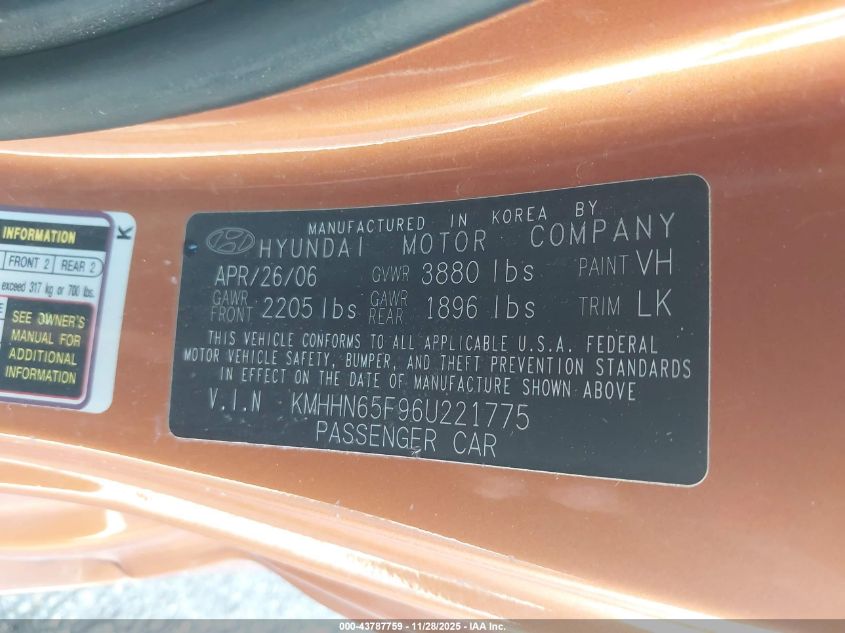 INFORMATION
FRONT 2 REAR 2
exceed 317 kg or 700 lbs.
SEE OWNER'S
MANUAL FOR
ADDITIONAL
INFORMATION
K
MANUFACTURED IN KOREA BY
HYUNDAI MOTOR COMPANY
APR/26/06 GVWR 3880 lbs PAINT VH
GAWR FRONT 2205 lbs GAWR REAR 1896 lbs TRIM LK
THIS VEHICLE CONFORMS TO ALL APPLICABLE U.S.A. FEDERAL
MOTOR VEHICLE SAFETY, BUMPER, AND THEFT PREVENTION STANDARDS
IN EFFECT ON THE DATE OF MANUFACTURE SHOWN ABOVE
V.I.N KMHHN65F96U221775
PASSENGER CAR
000-43787759 - 11/28/2025 - IAA Inc.